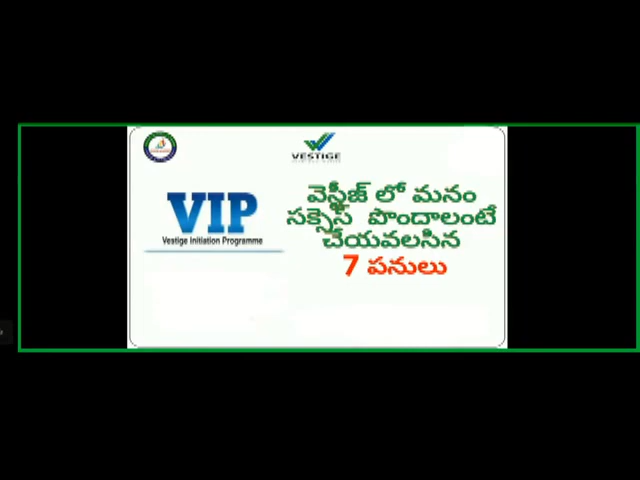 VESTIGE
VIP
Vestige Initiation Programme
వెస్టీజ్ లో మనం
సక్సెస్ పొందాలంటే
చేయవలసిన
7 పనులు